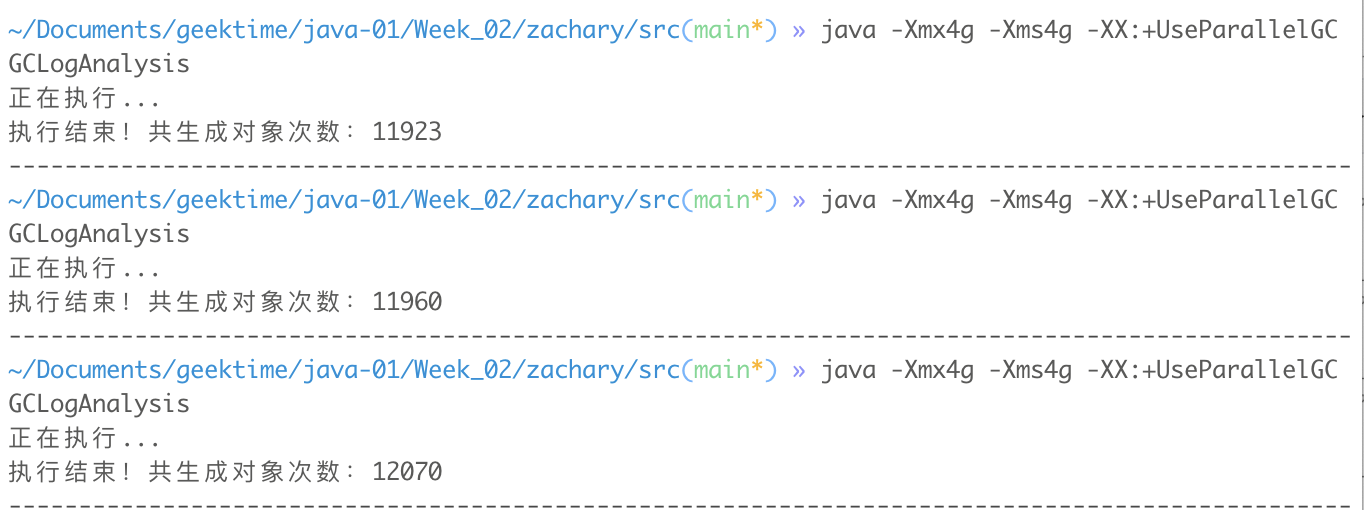 ~/Documents/geektime/java-01/Week_02/zachary/src(main*) » java -Xmx4g -Xms4g -XX:+UseParallelGC
GCLogAnalysis
正在执行...
执行结束！共生成对象次数：11923
------------------------------------------------------------------------------------------------
~/Documents/geektime/java-01/Week_02/zachary/src(main*) » java -Xmx4g -Xms4g -XX:+UseParallelGC
GCLogAnalysis
正在执行...
执行结束！共生成对象次数：11960
------------------------------------------------------------------------------------------------
~/Documents/geektime/java-01/Week_02/zachary/src(main*) » java -Xmx4g -Xms4g -XX:+UseParallelGC
GCLogAnalysis
正在执行...
执行结束！共生成对象次数：12070
------------------------------------------------------------------------------------------------